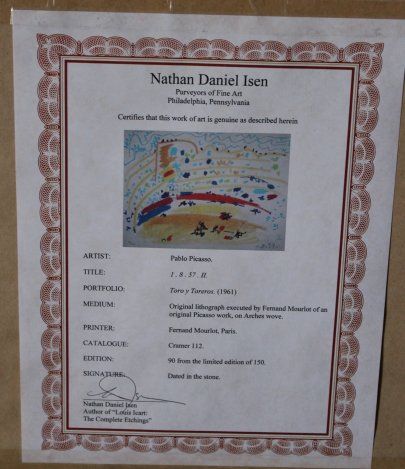 Nathan Daniel Isen
Purveyors of Fine Art
Philadelphia, Pennsylvania
Certifies that this work of art is genuine as described herein
ARTIST: Pablo Picasso.
TITLE: 1 . 8 . 57 . II.
PORTFOLIO: Toro y Toreros. (1961)
MEDIUM: Original lithograph executed by Fernand Mourlot of an
original Picasso work, on Arches wove.
PRINTER: Fernand Mourlot, Paris.
CATALOGUE: Cramer 112.
EDITION: 90 from the limited edition of 150.
SIGNATURE: Dated in the stone.
Nathan Daniel Isen
Author of "Louis Icart:
The Complete Etchings"